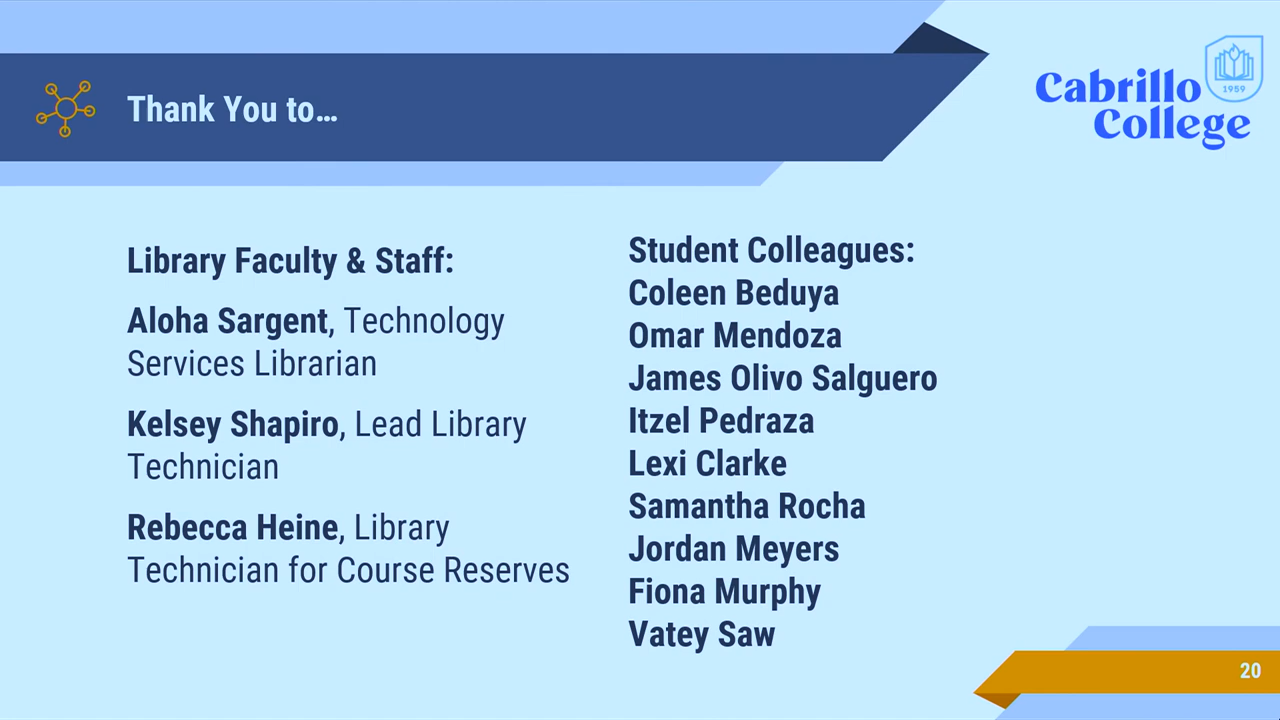 Thank You to…
Cabrillo
College
1959
Library Faculty & Staff:
Aloha Sargent, Technology
Services Librarian
Kelsey Shapiro, Lead Library
Technician
Rebecca Heine, Library
Technician for Course Reserves
Student Colleagues:
Coleen Beduya
Omar Mendoza
James Olivo Salguero
Itzel Pedraza
Lexi Clarke
Samantha Rocha
Jordan Meyers
Fiona Murphy
Vatey Saw
20